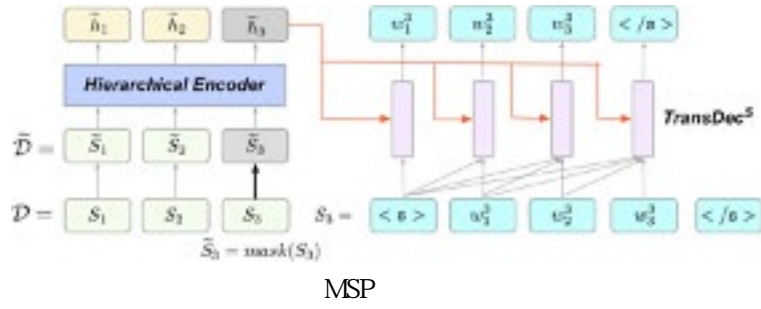 h̃₁ h̃₂ h̃₃ w₁³ w₂³ w₃³ < /s >
Hierarchical Encoder
TransDecˢ
D̃ = S̃₁ S̃₂ S̃₃
D = S₁ S₂ S₃ S₃ = < s > w₁³ w₂³ w₃³ < /s >
S̃₃ = mask(S₃)
MSP